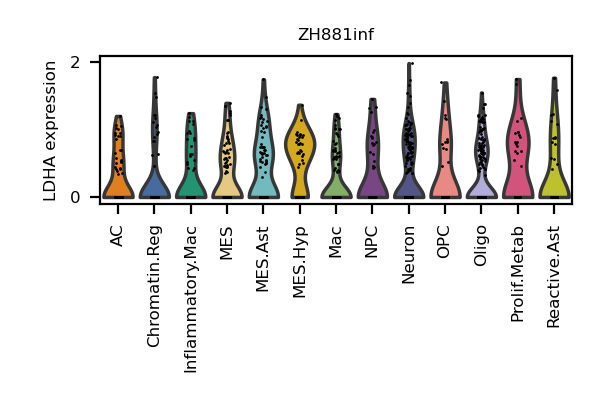 ZH881inf
LDHA expression
2
0
AC
Chromatin.Reg
Inflammatory.Mac
MES
MES.Ast
MES.Hyp
Mac
NPC
Neuron
OPC
Oligo
Prolif.Metab
Reactive.Ast